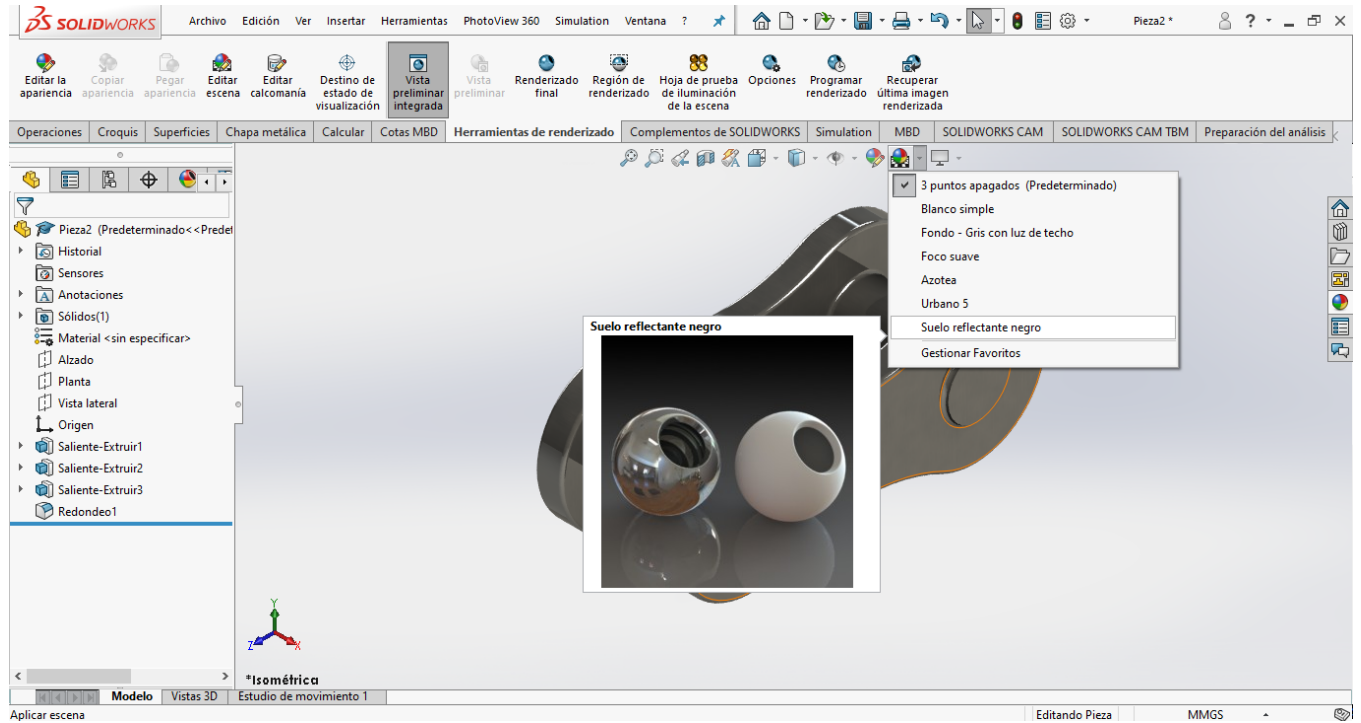 SOLIDWORKS Archivo Edición Ver Insertar Herramientas PhotoView 360 Simulation Ventana ? Pieza2 * ?
Editar la apariencia
Copiar apariencia
Pegar apariencia
Editar escena
Editar calcomanía
Destino de estado de visualización
Vista preliminar integrada
Vista preliminar
Renderizado final
Región de renderizado
Hoja de prueba de iluminación de la escena
Opciones
Programar renderizado
Recuperar última imagen renderizada
Operaciones Croquis Superficies Chapa metálica Calcular Cotas MBD Herramientas de renderizado Complementos de SOLIDWORKS Simulation MBD SOLIDWORKS CAM SOLIDWORKS CAM TBM Preparación del análisis
Pieza2 (Predeterminado<<Predet
Historial
Sensores
A Anotaciones
Sólidos(1)
Material <sin especificar>
Alzado
Planta
Vista lateral
Origen
Saliente-Extruir1
Saliente-Extruir2
Saliente-Extruir3
Redondeo1
3 puntos apagados (Predeterminado)
Blanco simple
Fondo - Gris con luz de techo
Foco suave
Azotea
Urbano 5
Suelo reflectante negro
Gestionar Favoritos
Suelo reflectante negro
Y
Z X
*Isométrica
Modelo Vistas 3D Estudio de movimiento 1
Aplicar escena Editando Pieza MMGS